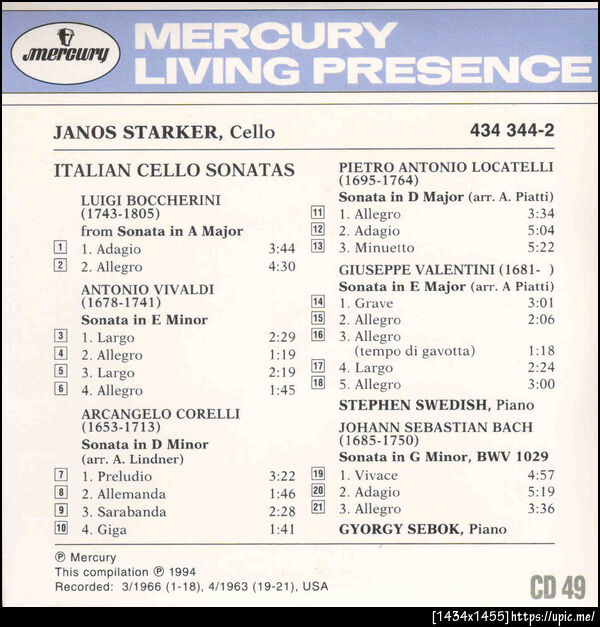 mercury
MERCURY
LIVING PRESENCE
JANOS STARKER, Cello
434 344-2
ITALIAN CELLO SONATAS
LUIGI BOCCHERINI
(1743-1805)
from Sonata in A Major
1 1. Adagio 3:44
2 2. Allegro 4:30
ANTONIO VIVALDI
(1678-1741)
Sonata in E Minor
3 1. Largo 2:29
4 2. Allegro 1:19
5 3. Largo 2:19
6 4. Allegro 1:45
ARCANGELO CORELLI
(1653-1713)
Sonata in D Minor
(arr. A. Lindner)
7 1. Preludio 3:22
8 2. Allemanda 1:46
9 3. Sarabanda 2:28
10 4. Giga 1:41
PIETRO ANTONIO LOCATELLI
(1695-1764)
Sonata in D Major (arr. A. Piatti)
11 1. Allegro 3:34
12 2. Adagio 5:04
13 3. Minuetto 5:22
GIUSEPPE VALENTINI (1681- )
Sonata in E Major (arr. A Piatti)
14 1. Grave 3:01
15 2. Allegro 2:06
16 3. Allegro
(tempo di gavotta) 1:18
17 4. Largo 2:24
18 5. Allegro 3:00
STEPHEN SWEDISH, Piano
JOHANN SEBASTIAN BACH
(1685-1750)
Sonata in G Minor, BWV 1029
19 1. Vivace 4:57
20 2. Adagio 5:19
21 3. Allegro 3:36
GYORGY SEBOK, Piano
℗ Mercury
This compilation ℗ 1994
Recorded: 3/1966 (1-18), 4/1963 (19-21), USA
CD 49
[1434x1455]https://upic.me/